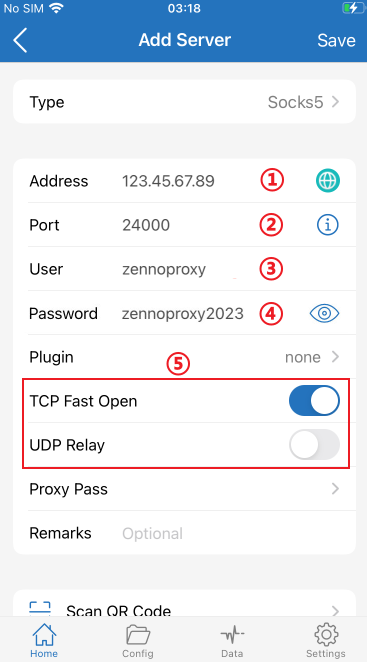 No SIM 03:18
Add Server Save
Type Socks5
Address 123.45.67.89 ①
Port 24000 ②
User zennoproxy ③
Password zennoproxy2023 ④
Plugin ⑤ none
TCP Fast Open
UDP Relay
Proxy Pass
Remarks Optional
Scan QR Code
Home Config Data Settings